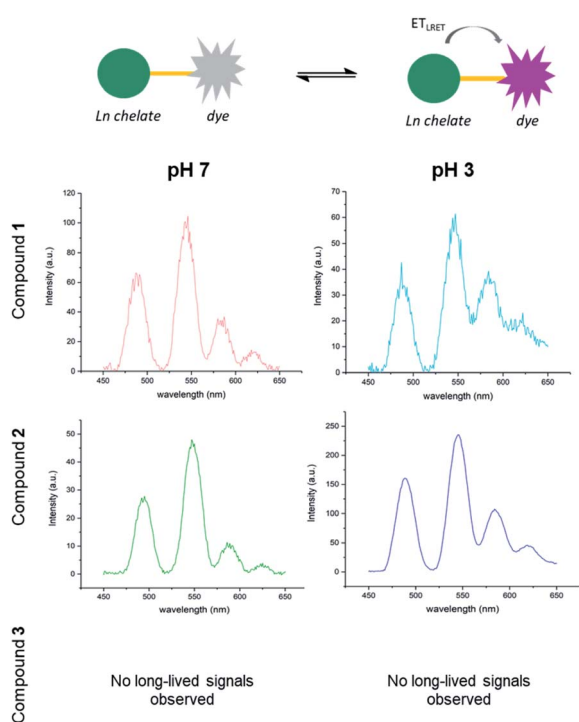 ET LRET
Ln chelate dye
Ln chelate dye
pH 7 pH 3
Compound 1
Intensity (a.u.)
120
100
80
60
40
20
0
450 500 550 600 650
wavelength (nm)
Intensity (a.u.)
70
60
50
40
30
20
10
0
450 500 550 600 650
wavelength (nm)
Compound 2
Intensity (a.u.)
50
40
30
20
10
0
450 500 550 600 650
wavelength (nm)
Intensity (a.u.)
250
200
150
100
50
0
450 500 550 600 650
wavelength (nm)
Compound 3
No long-lived signals
observed
No long-lived signals
observed